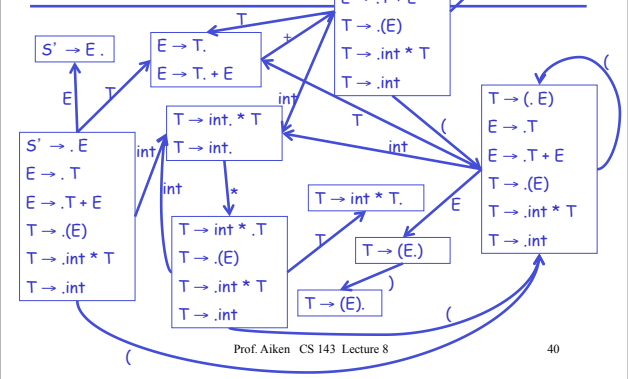 T
T → .(E)
T → .int * T
T → .int
+
(
S' → E .
E → T.
E → T. + E
E
T
int
T
(
int
T → int. * T
T → int.
T → (. E)
E → .T
E → .T + E
T → .(E)
T → .int * T
T → .int
S' → . E
E → . T
E → .T + E
T → .(E)
T → .int * T
T → .int
int
int
*
T → int * T.
E
T → int * .T
T → .(E)
T → .int * T
T → .int
T
T → (E.)
)
T → (E).
(
(
Prof. Aiken CS 143 Lecture 8
40